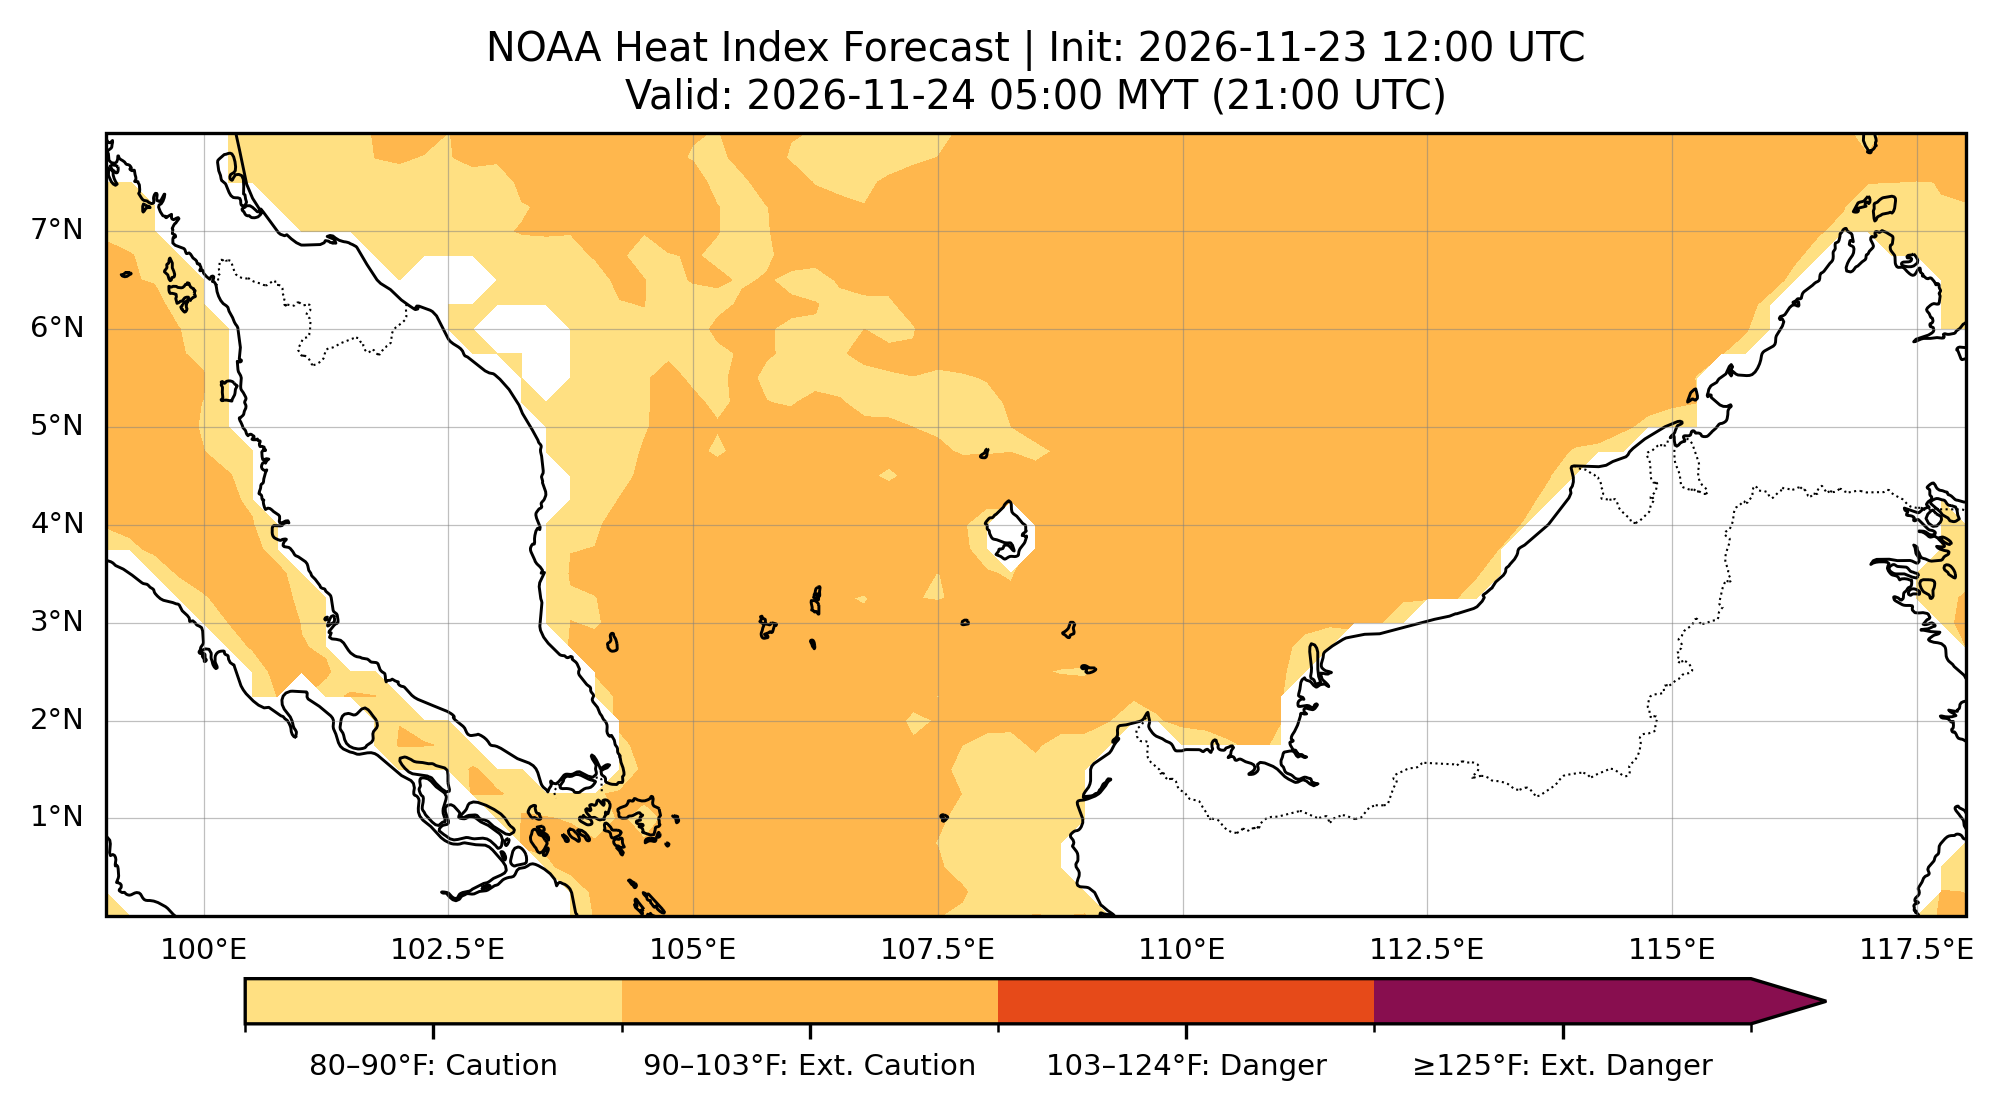 NOAA Heat Index Forecast | Init: 2026-11-23 12:00 UTC
Valid: 2026-11-24 05:00 MYT (21:00 UTC)
7°N
6°N
5°N
4°N
3°N
2°N
1°N
100°E
102.5°E
105°E
107.5°E
110°E
112.5°E
115°E
117.5°E
80–90°F: Caution
90–103°F: Ext. Caution
103–124°F: Danger
≥125°F: Ext. Danger